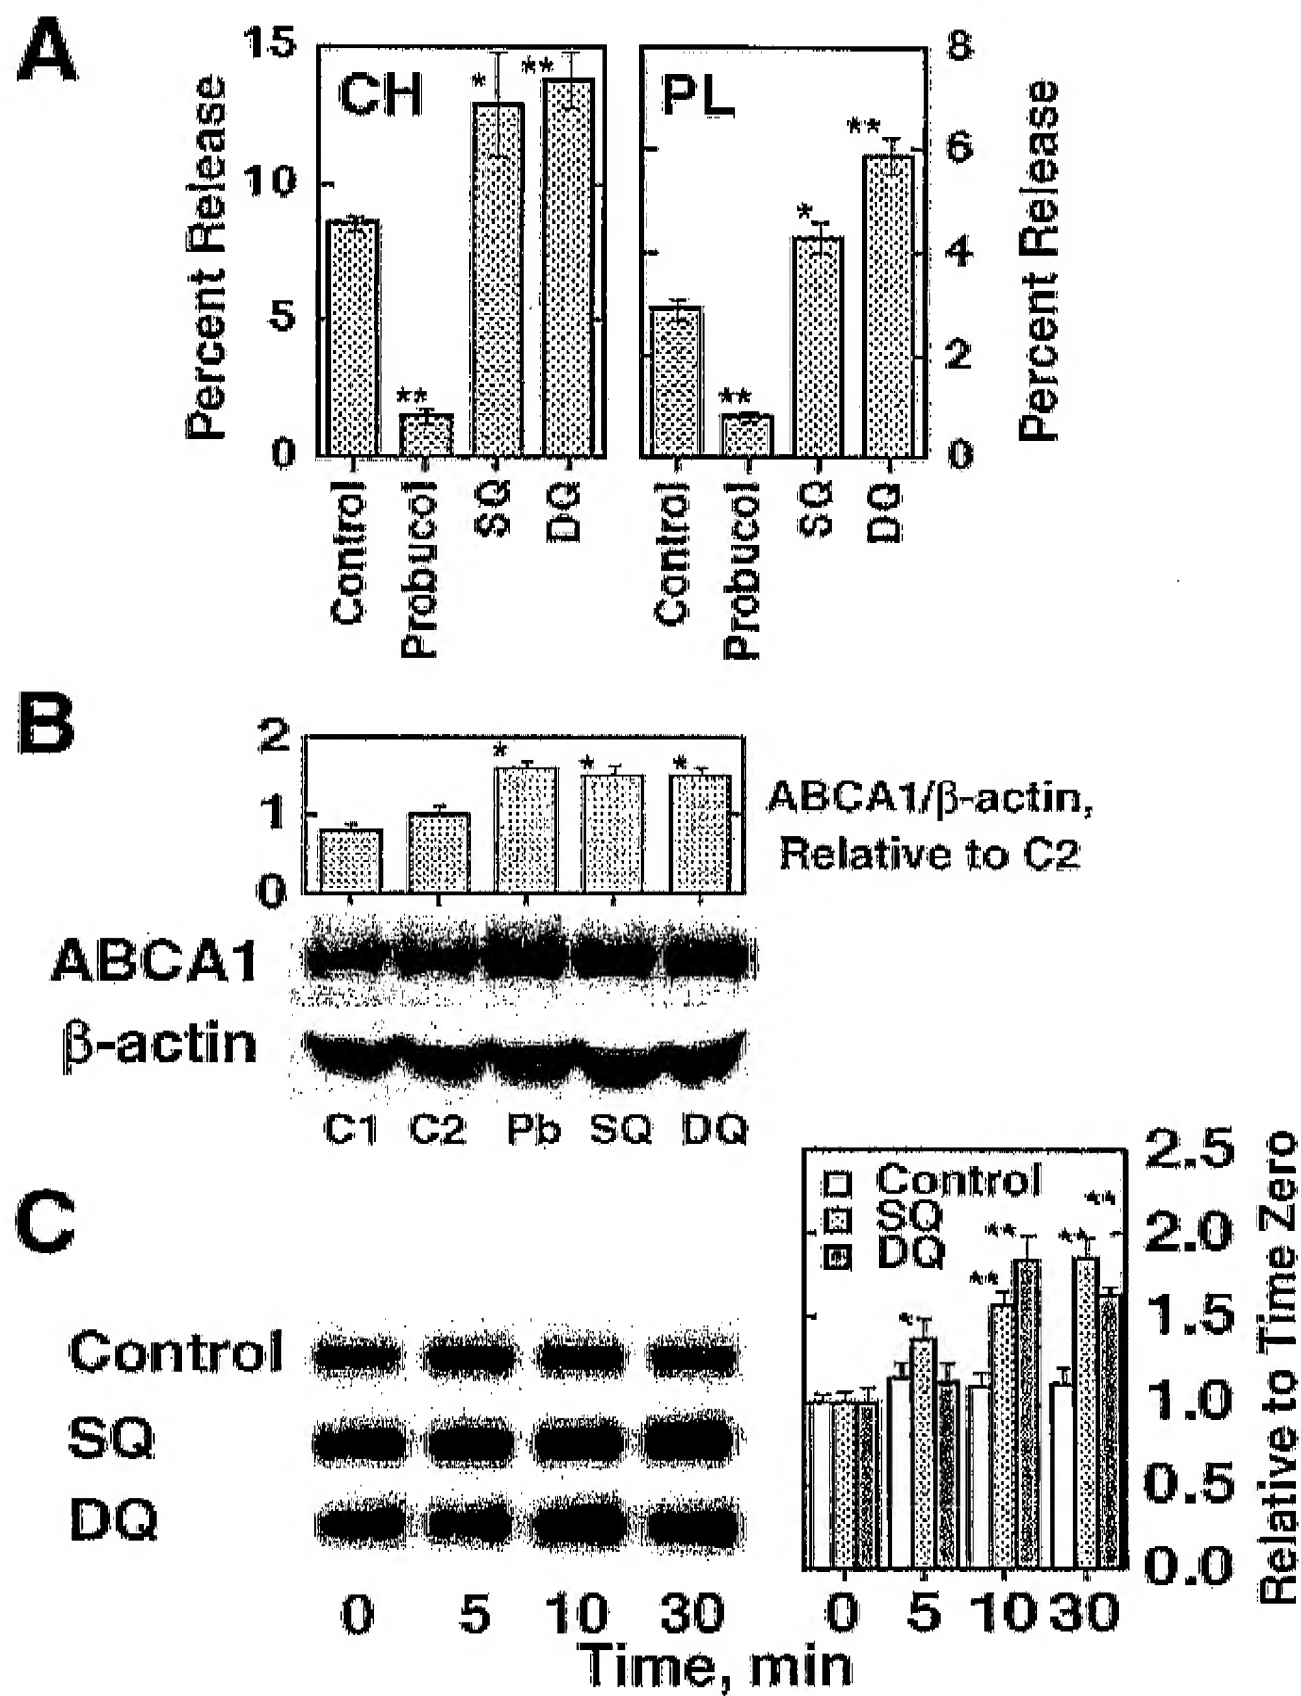 A
15
10
5
0
Percent Release
CH
*
**
*
**
PL
**
*
**
8
6
4
2
0
Percent Release
Control
Probucol
SQ
DQ
Control
Probucol
SQ
DQ
B
2
1
0
*
*
*
ABCA1/β-actin,
Relative to C2
ABCA1
β-actin
C1 C2 Pb SQ DQ
C
Control
SQ
DQ
0 5 10 30
Time, min
Control
SQ
DQ
*
**
**
**
**
2.5
2.0
1.5
1.0
0.5
0.0
Relative to Time Zero
0 5 10 30